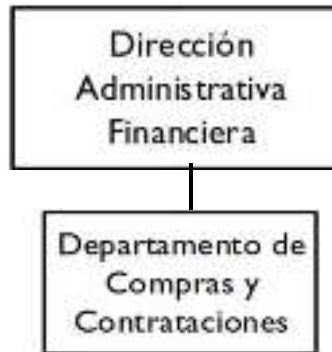 Dirección
Administrativa
Financiera
Departamento de
Compras y
Contrataciones